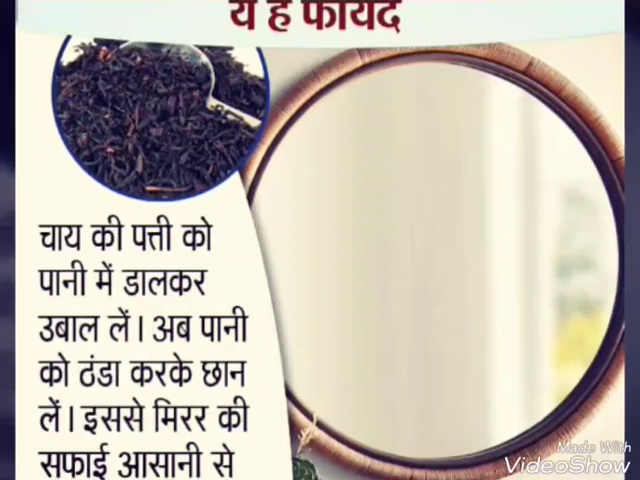 ये हैं फायदे
चाय की पत्ती को
पानी में डालकर
उबाल लें। अब पानी
को ठंडा करके छान
लें। इससे मिरर की
सफाई आसानी से
Made With
VideoShow